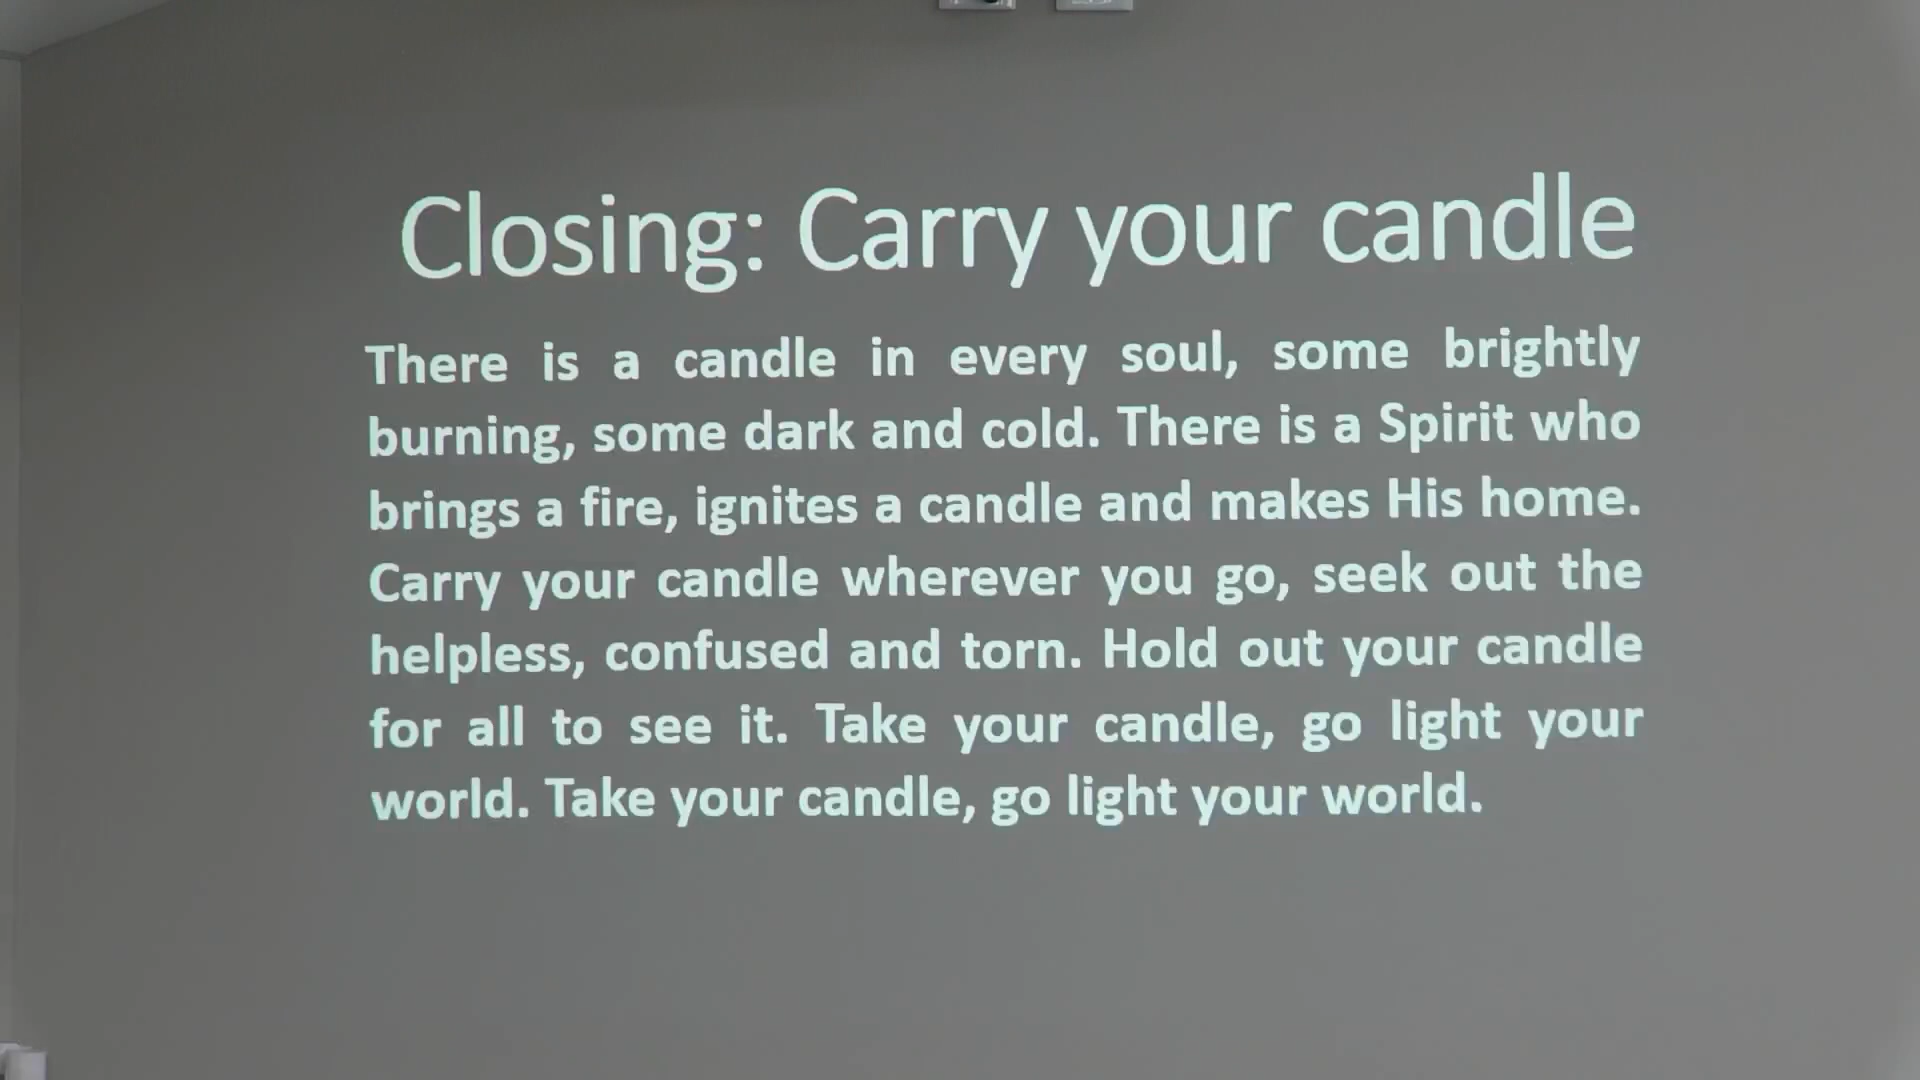 Closing: Carry your candle
There is a candle in every soul, some brightly
burning, some dark and cold. There is a Spirit who
brings a fire, ignites a candle and makes His home.
Carry your candle wherever you go, seek out the
helpless, confused and torn. Hold out your candle
for all to see it. Take your candle, go light your
world. Take your candle, go light your world.